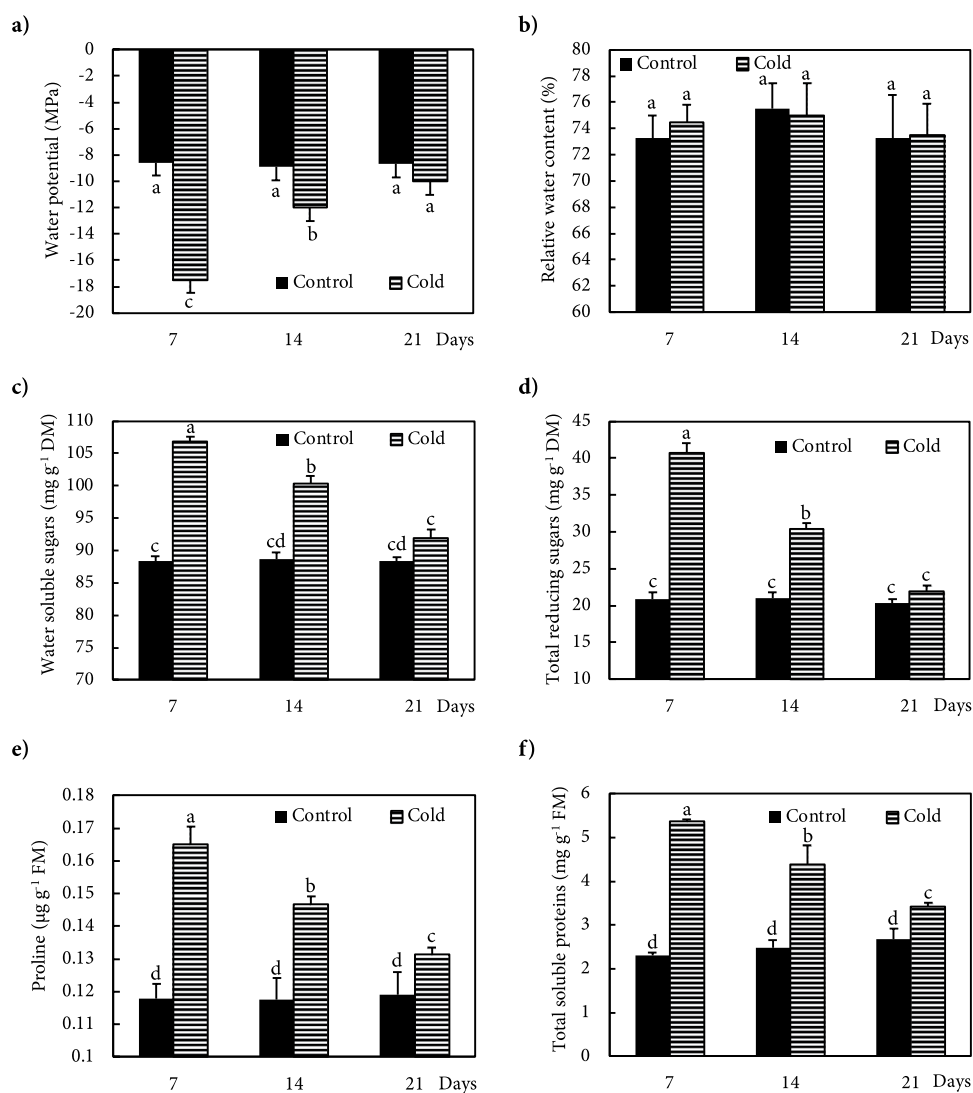 a)
Water potential (MPa)
0
-2
-4
-6
-8
-10
-12
-14
-16
-18
-20
a
c
a
b
a
a
Control
Cold
7
14
21
Days
b)
Relative water content (%)
80
78
76
74
72
70
68
66
64
62
60
Control
Cold
a
a
a
a
a
a
7
14
21
Days
c)
Water soluble sugars (mg g⁻¹ DM)
110
105
100
95
90
85
80
75
70
Control
Cold
c
a
cd
b
cd
c
7
14
21
Days
d)
Total reducing sugars (mg g⁻¹ DM)
45
40
35
30
25
20
15
10
Control
Cold
c
a
c
b
c
c
7
14
21
Days
e)
Proline (µg g⁻¹ FM)
0.18
0.17
0.16
0.15
0.14
0.13
0.12
0.11
0.1
Control
Cold
d
a
d
b
d
c
7
14
21
Days
f)
Total soluble proteins (mg g⁻¹ FM)
6
5
4
3
2
1
0
Control
Cold
d
a
d
b
d
c
7
14
21
Days